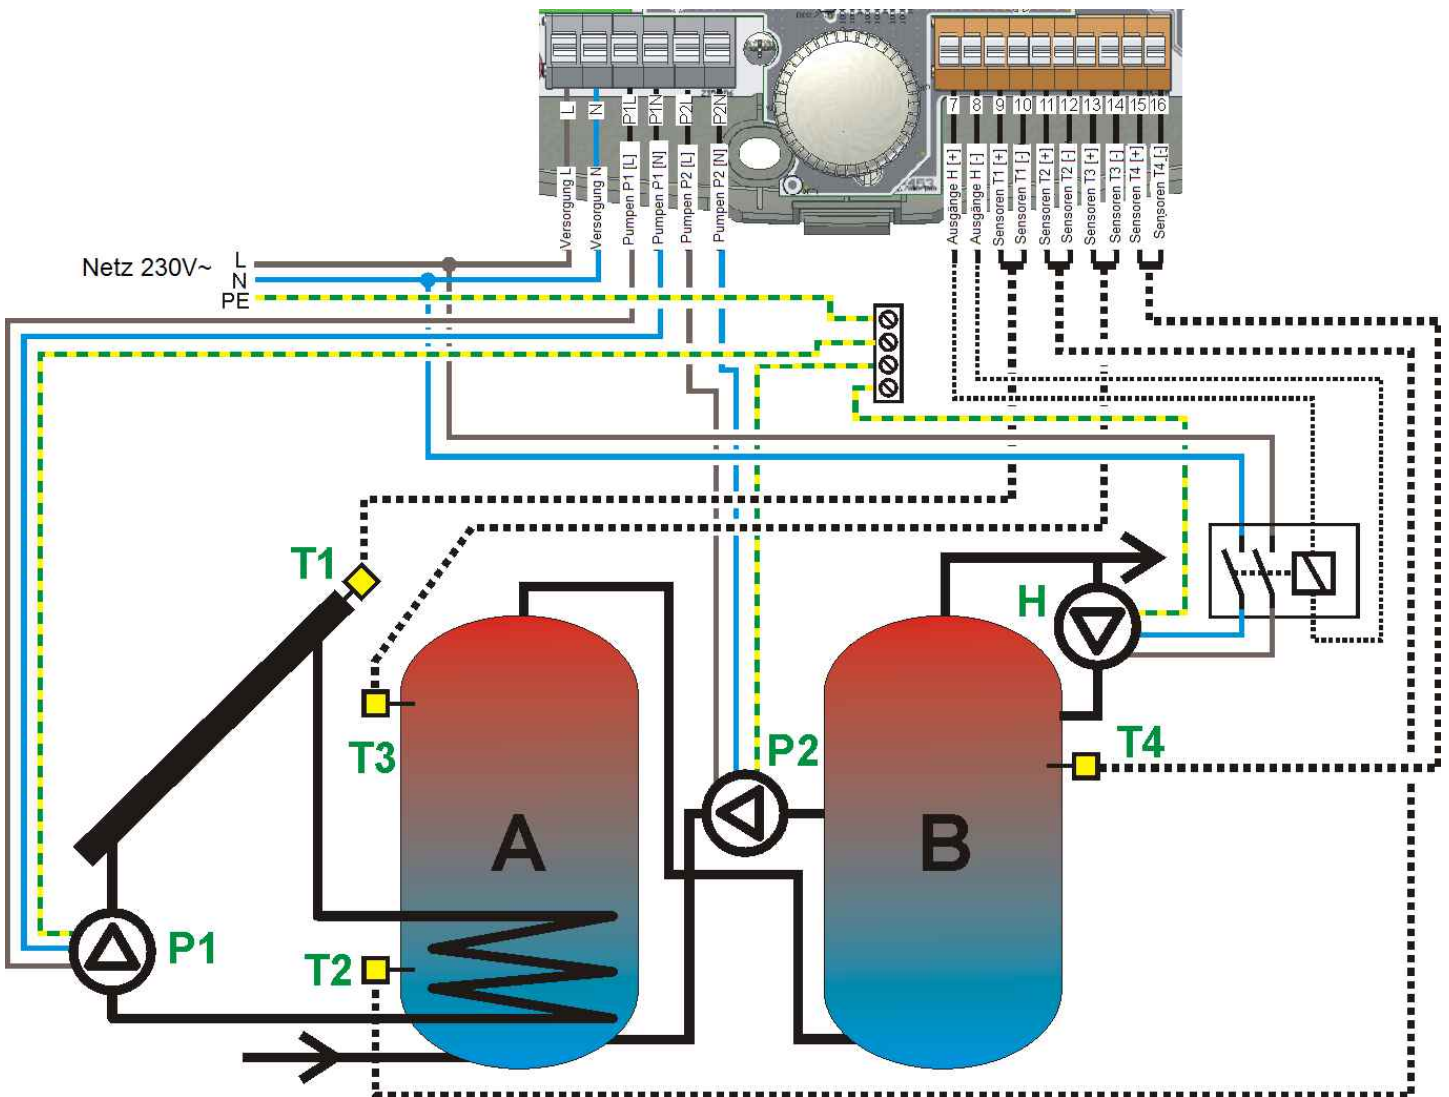 L
N
P1L
P1N
P2L
P2N
7 8 9 10 11 12 13 14 15 16
Versorgung L
Versorgung N
Pumpen P1 [L]
Pumpen P1 [N]
Pumpen P2 [L]
Pumpen P2 [N]
Ausgänge H [+]
Ausgänge H [-]
Sensoren T1 [+]
Sensoren T1 [-]
Sensoren T2 [+]
Sensoren T2 [-]
Sensoren T3 [+]
Sensoren T3 [-]
Sensoren T4 [+]
Sensoren T4 [-]
Netz 230V~
L
N
PE
T1
H
T3
P2
T4
A
B
P1
T2